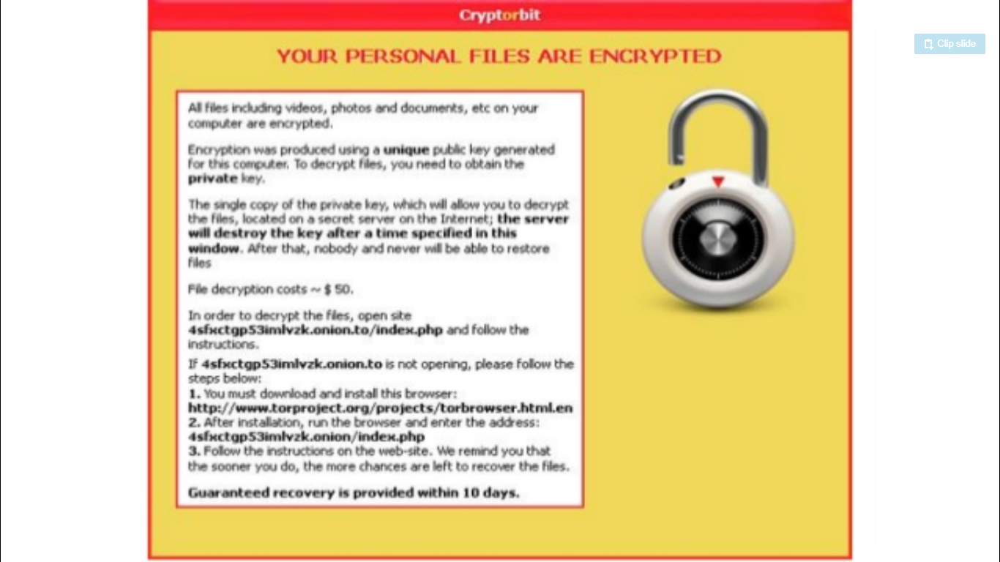 Cryptorbit
Clip slide
YOUR PERSONAL FILES ARE ENCRYPTED
All files including videos, photos and documents, etc on your
computer are encrypted.
Encryption was produced using a unique public key generated
for this computer. To decrypt files, you need to obtain the
private key.
The single copy of the private key, which will allow you to decrypt
the files, located on a secret server on the Internet; the server
will destroy the key after a time specified in this
window. After that, nobody and never will be able to restore
files
File decryption costs ~ $ 50.
In order to decrypt the files, open site
4sfxctgp53imlvzk.onion.to/index.php and follow the
instructions.
If 4sfxctgp53imlvzk.onion.to is not opening, please follow the
steps below:
1. You must download and install this browser:
http://www.torproject.org/projects/torbrowser.html.en
2. After installation, run the browser and enter the address:
4sfxctgp53imlvzk.onion/index.php
3. Follow the instructions on the web-site. We remind you that
the sooner you do, the more chances are left to recover the files.
Guaranteed recovery is provided within 10 days.